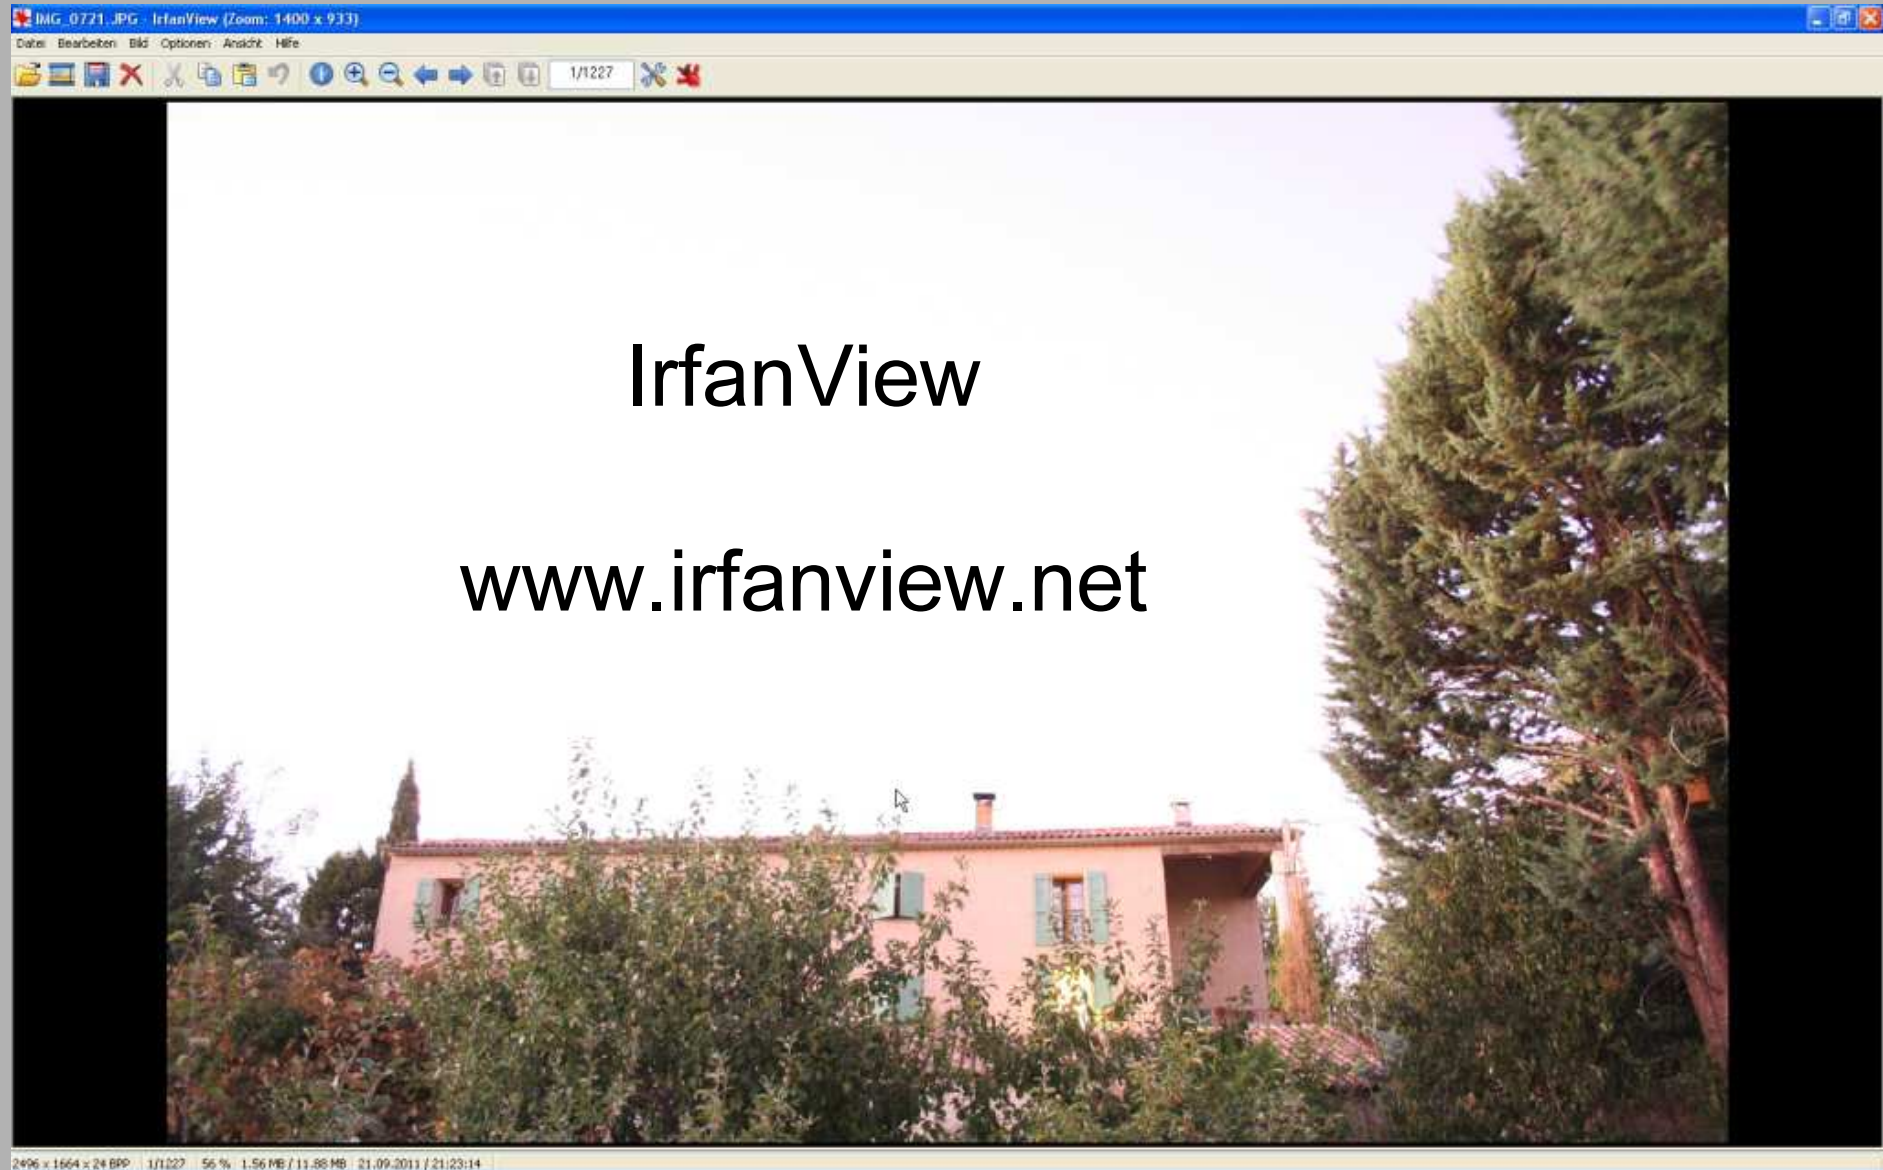 IMG_0721.JPG - IrfanView (Zoom: 1400 x 933)
Datei Bearbeiten Bild Optionen Ansicht Hilfe
1/1227
IrfanView
www.irfanview.net
2496 x 1664 x 24 BPP 1/1227 56 % 1.56 MB / 11.88 MB 21.09.2011 / 21:23:14